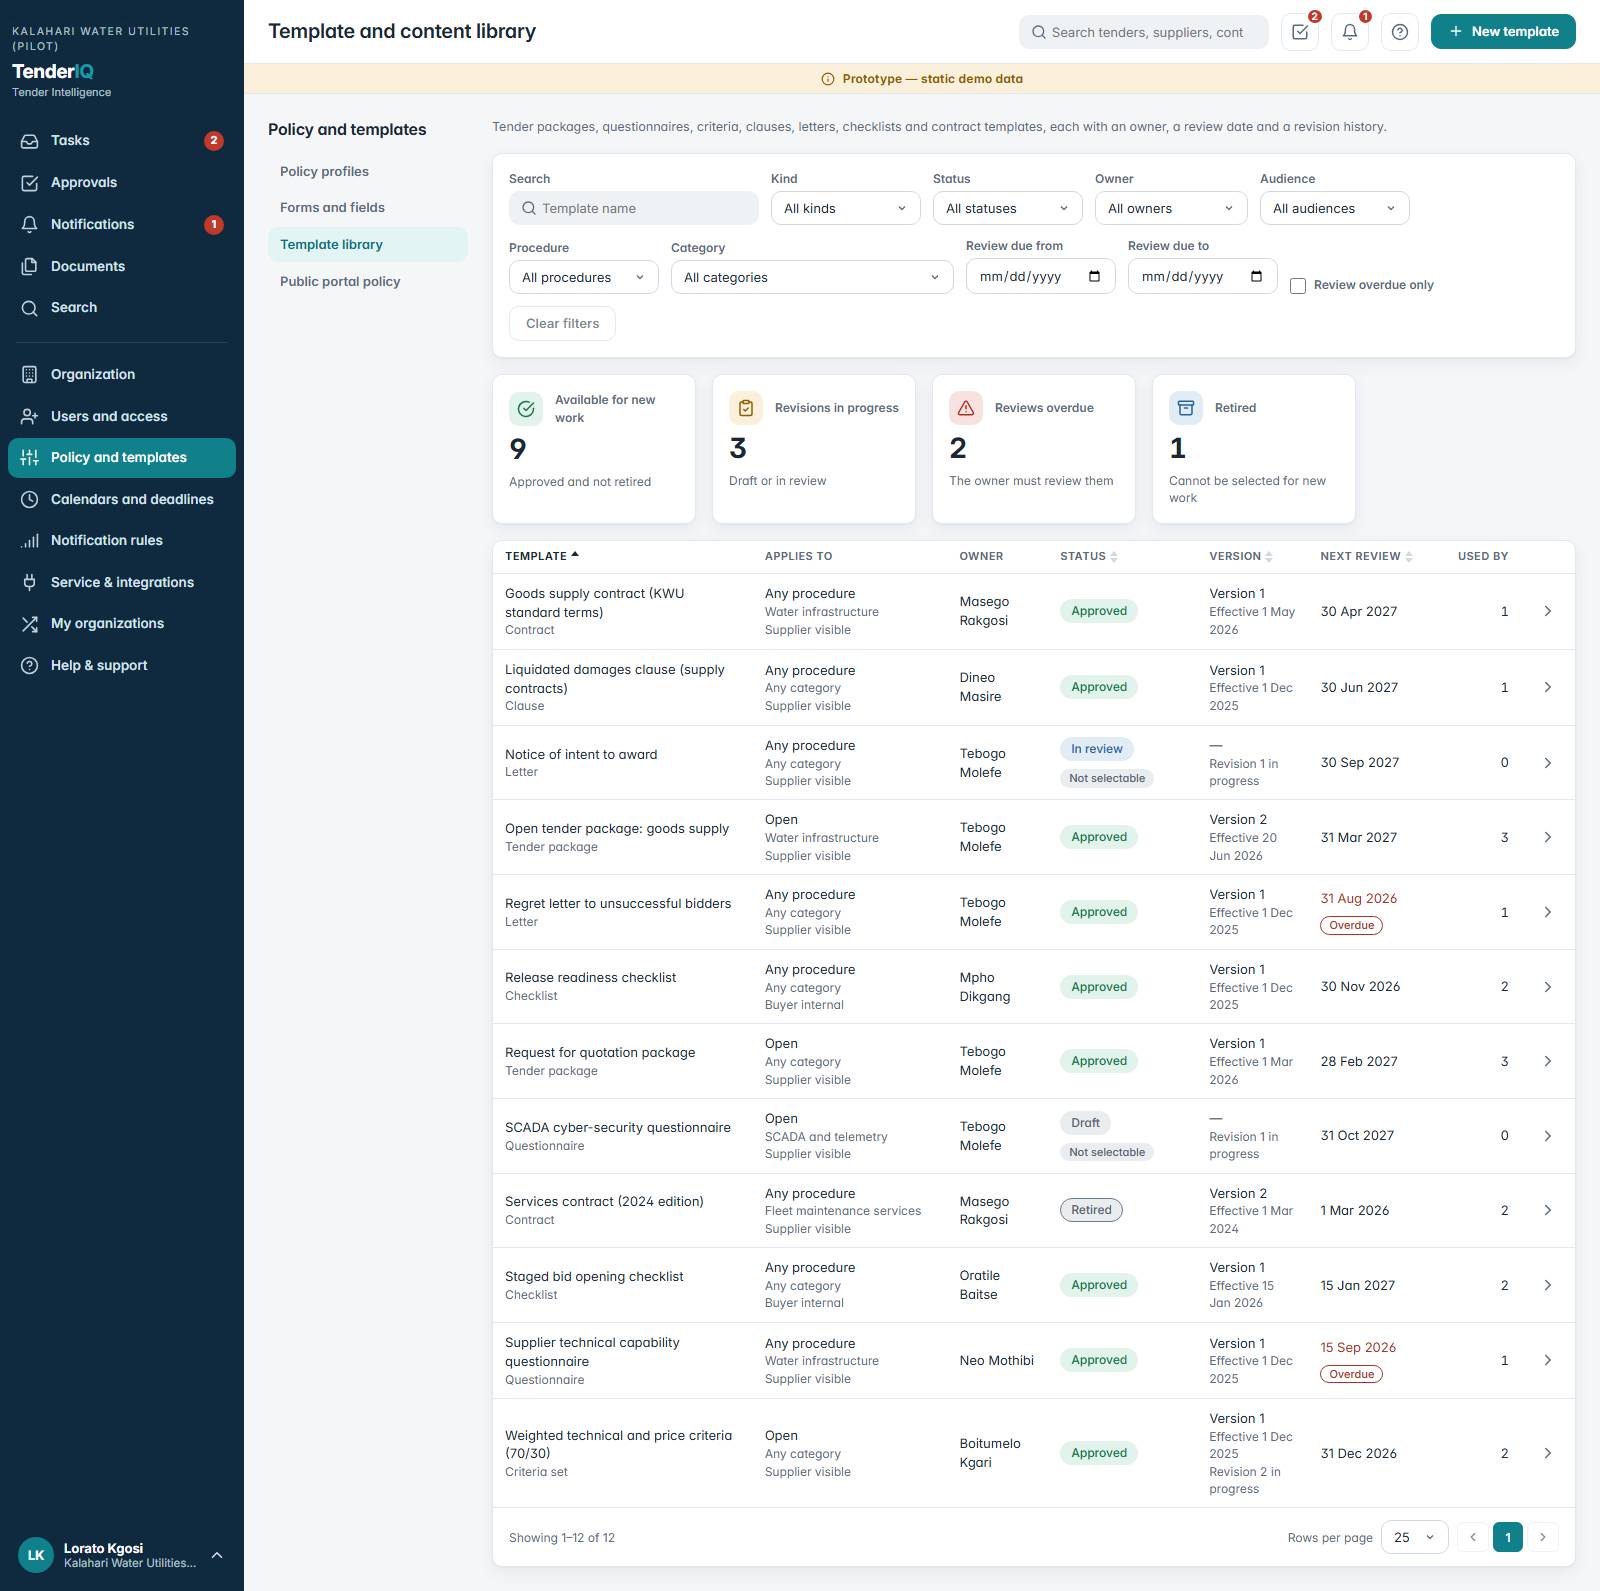 KALAHARI WATER UTILITIES
(PILOT)
TenderIQ
Tender Intelligence
Tasks
2
Approvals
Notifications
1
Documents
Search
Organization
Users and access
Policy and templates
Calendars and deadlines
Notification rules
Service & integrations
My organizations
Help & support
LK
Lorato Kgosi
Kalahari Water Utilities...
Template and content library
Search tenders, suppliers, cont
2
1
New template
Prototype — static demo data
Policy and templates
Policy profiles
Forms and fields
Template library
Public portal policy
Tender packages, questionnaires, criteria, clauses, letters, checklists and contract templates, each with an owner, a review date and a revision history.
Search
Kind
Status
Owner
Audience
Template name
All kinds
All statuses
All owners
All audiences
Procedure
Category
Review due from
Review due to
All procedures
All categories
mm/dd/yyyy
mm/dd/yyyy
Review overdue only
Clear filters
Available for new
work
9
Approved and not retired
Revisions in progress
3
Draft or in review
Reviews overdue
2
The owner must review them
Retired
1
Cannot be selected for new
work
TEMPLATE APPLIES TO OWNER STATUS VERSION NEXT REVIEW USED BY
Goods supply contract (KWU
standard terms)
Contract
Any procedure
Water infrastructure
Supplier visible
Masego
Rakgosi
Approved
Version 1
Effective 1 May
2026
30 Apr 2027
1
Liquidated damages clause (supply
contracts)
Clause
Any procedure
Any category
Supplier visible
Dineo
Masire
Approved
Version 1
Effective 1 Dec
2025
30 Jun 2027
1
Notice of intent to award
Letter
Any procedure
Any category
Supplier visible
Tebogo
Molefe
In review
Not selectable
—
Revision 1 in
progress
30 Sep 2027
0
Open tender package: goods supply
Tender package
Open
Water infrastructure
Supplier visible
Tebogo
Molefe
Approved
Version 2
Effective 20
Jun 2026
31 Mar 2027
3
Regret letter to unsuccessful bidders
Letter
Any procedure
Any category
Supplier visible
Tebogo
Molefe
Approved
Version 1
Effective 1 Dec
2025
31 Aug 2026
Overdue
1
Release readiness checklist
Checklist
Any procedure
Any category
Buyer internal
Mpho
Dikgang
Approved
Version 1
Effective 1 Dec
2025
30 Nov 2026
2
Request for quotation package
Tender package
Open
Any category
Supplier visible
Tebogo
Molefe
Approved
Version 1
Effective 1 Mar
2026
28 Feb 2027
3
SCADA cyber-security questionnaire
Questionnaire
Open
SCADA and telemetry
Supplier visible
Tebogo
Molefe
Draft
Not selectable
—
Revision 1 in
progress
31 Oct 2027
0
Services contract (2024 edition)
Contract
Any procedure
Fleet maintenance services
Supplier visible
Masego
Rakgosi
Retired
Version 2
Effective 1 Mar
2024
1 Mar 2026
2
Staged bid opening checklist
Checklist
Any procedure
Any category
Buyer internal
Oratile
Baitse
Approved
Version 1
Effective 15
Jan 2026
15 Jan 2027
2
Supplier technical capability
questionnaire
Questionnaire
Any procedure
Water infrastructure
Supplier visible
Neo Mothibi
Approved
Version 1
Effective 1 Dec
2025
15 Sep 2026
Overdue
1
Weighted technical and price criteria
(70/30)
Criteria set
Open
Any category
Supplier visible
Boitumelo
Kgari
Approved
Version 1
Effective 1 Dec
2025
Revision 2 in
progress
31 Dec 2026
2
Showing 1–12 of 12
Rows per page
25
1